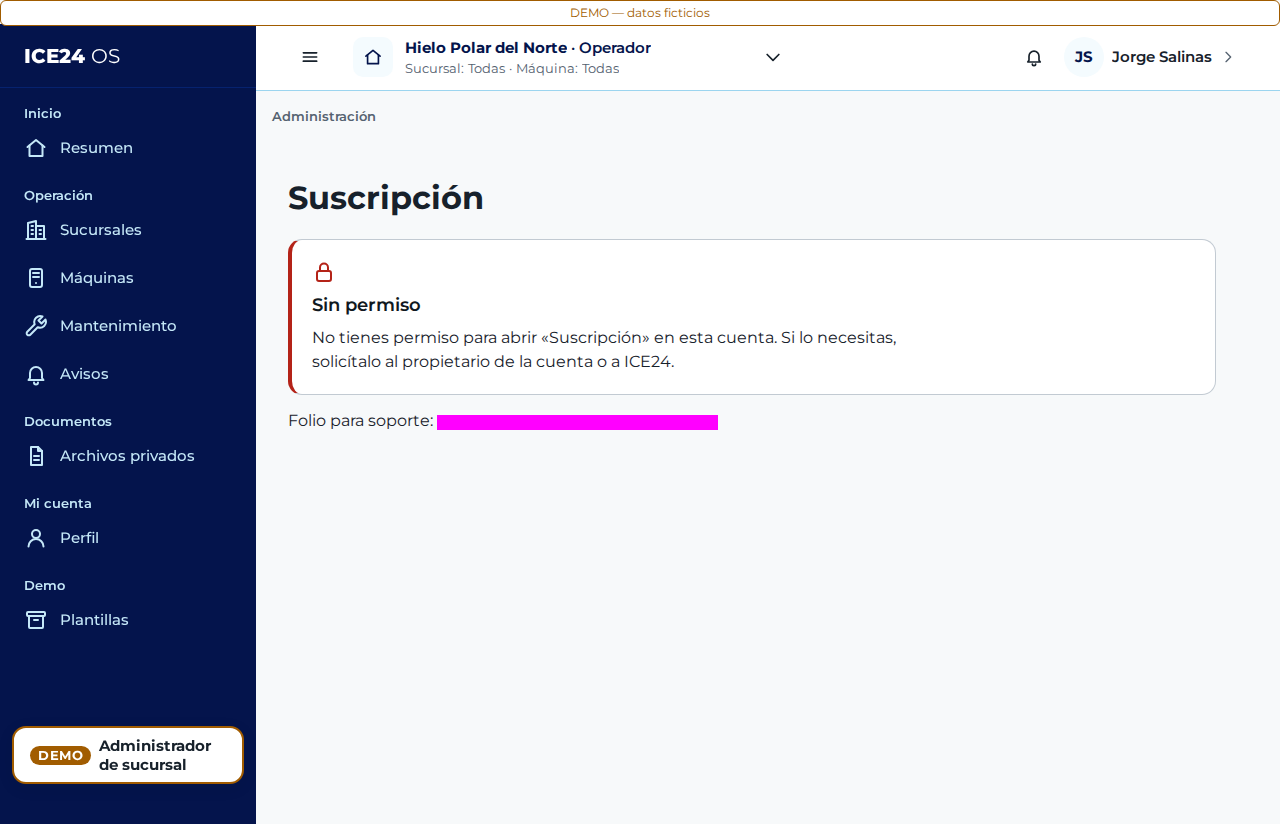 DEMO — datos ficticios
ICE24 OS
Hielo Polar del Norte · Operador
Sucursal: Todas · Máquina: Todas
JS
Jorge Salinas
Inicio
Resumen
Operación
Sucursales
Máquinas
Mantenimiento
Avisos
Documentos
Archivos privados
Mi cuenta
Perfil
Demo
Plantillas
DEMO
Administrador
de sucursal
Administración
Suscripción
Sin permiso
No tienes permiso para abrir «Suscripción» en esta cuenta. Si lo necesitas,
solicítalo al propietario de la cuenta o a ICE24.
Folio para soporte: